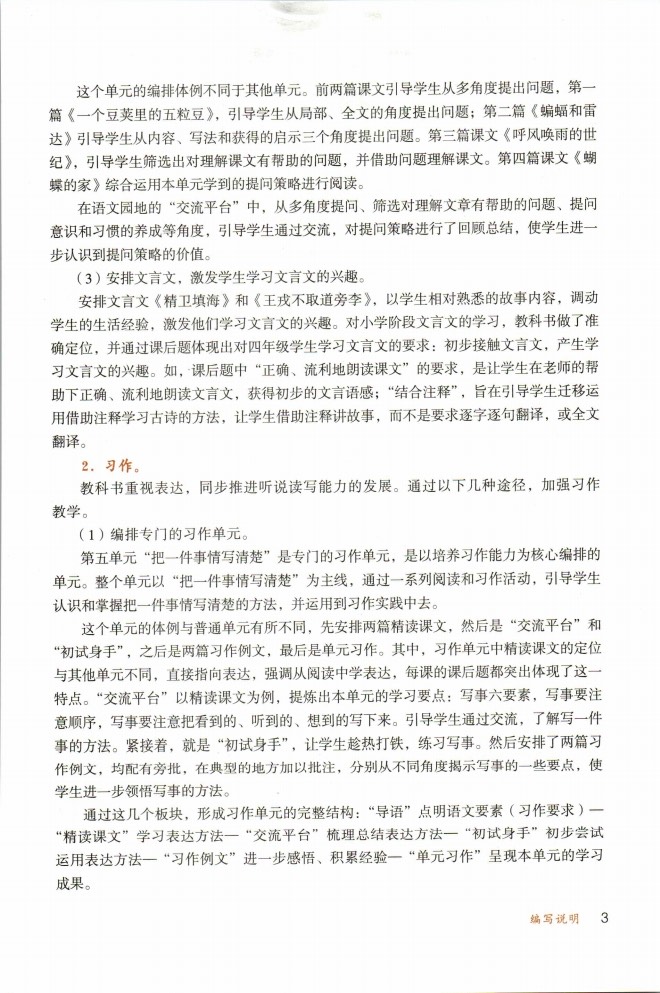 这个单元的编排体例不同于其他单元。前两篇课文引导学生从多角度提出问题，第一
篇《一个豆荚里的五粒豆》，引导学生从局部、全文的角度提出问题；第二篇《蝙蝠和雷
达》引导学生从内容、写法和获得的启示三个角度提出问题。第三篇课文《呼风唤雨的世
纪》，引导学生筛选出对理解课文有帮助的问题，并借助问题理解课文。第四篇课文《蝴
蝶的家》综合运用本单元学到的提问策略进行阅读。
在语文园地的“交流平台”中，从多角度提问、筛选对理解文章有帮助的问题、提问
意识和习惯的养成等角度，引导学生通过交流，对提问策略进行了回顾总结，使学生进一
步认识到提问策略的价值。
（3）安排文言文，激发学生学习文言文的兴趣。
安排文言文《精卫填海》和《王戎不取道旁李》，以学生相对熟悉的故事内容，调动
学生的生活经验，激发他们学习文言文的兴趣。对小学阶段文言文的学习，教科书做了准
确定位，并通过课后题体现出对四年级学生学习文言文的要求：初步接触文言文，产生学
习文言文的兴趣。如，课后题中“正确、流利地朗读课文”的要求，是让学生在老师的帮
助下正确、流利地朗读文言文，获得初步的文言语感；“结合注释”，旨在引导学生迁移运
用借助注释学习古诗的方法，让学生借助注释讲故事，而不是要求逐字逐句翻译，或全文
翻译。
2．习作。
教科书重视表达，同步推进听说读写能力的发展。通过以下几种途径，加强习作
教学。
（1）编排专门的习作单元。
第五单元“把一件事情写清楚”是专门的习作单元，是以培养习作能力为核心编排的
单元。整个单元以“把一件事情写清楚”为主线，通过一系列阅读和习作活动，引导学生
认识和掌握把一件事情写清楚的方法，并运用到习作实践中去。
这个单元的体例与普通单元有所不同，先安排两篇精读课文，然后是“交流平台”和
“初试身手”，之后是两篇习作例文，最后是单元习作。其中，习作单元中精读课文的定位
与其他单元不同，直接指向表达，强调从阅读中学表达，每课的课后题都突出体现了这一
特点。“交流平台”以精读课文为例，提炼出本单元的学习要点：写事六要素，写事要注
意顺序，写事要注意把看到的、听到的、想到的写下来。引导学生通过交流，了解写一件
事的方法。紧接着，就是“初试身手”，让学生趁热打铁，练习写事。然后安排了两篇习
作例文，均配有旁批，在典型的地方加以批注，分别从不同角度揭示写事的一些要点，使
学生进一步领悟写事的方法。
通过这几个板块，形成习作单元的完整结构：“导语”点明语文要素（习作要求）—
“精读课文”学习表达方法—“交流平台”梳理总结表达方法—“初试身手”初步尝试
运用表达方法—“习作例文”进一步感悟、积累经验—“单元习作”呈现本单元的学习
成果。
编写说明 3